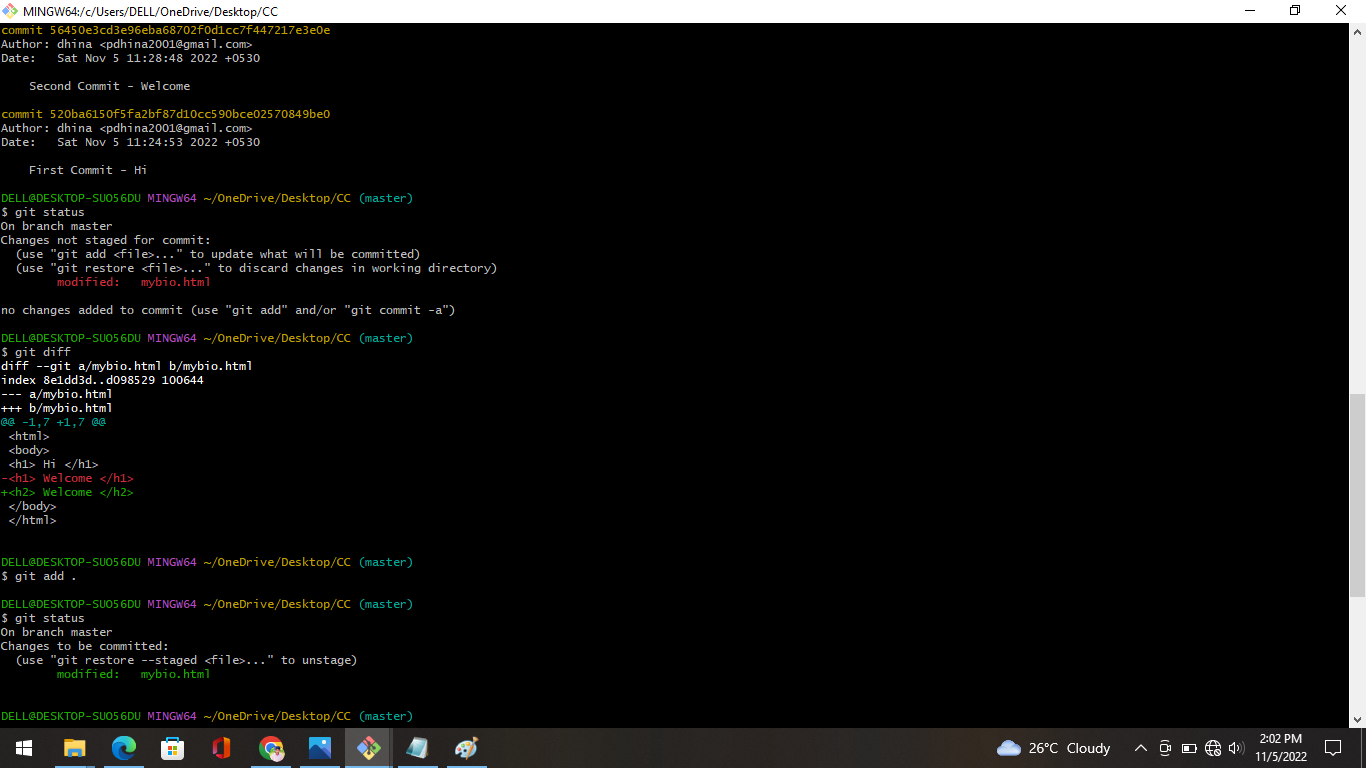 MINGW64:/c/Users/DELL/OneDrive/Desktop/CC
commit 56450e3cd3e96eba68702f0d1cc7f447217e3e0e
Author: dhina <pdhina2001@gmail.com>
Date:   Sat Nov 5 11:28:48 2022 +0530
    Second Commit - Welcome
commit 520ba6150f5fa2bf87d10cc590bce02570849be0
Author: dhina <pdhina2001@gmail.com>
Date:   Sat Nov 5 11:24:53 2022 +0530
    First Commit - Hi
DELL@DESKTOP-SUO56DU MINGW64 ~/OneDrive/Desktop/CC (master)
$ git status
On branch master
Changes not staged for commit:
  (use "git add <file>..." to update what will be committed)
  (use "git restore <file>..." to discard changes in working directory)
        modified:   mybio.html
no changes added to commit (use "git add" and/or "git commit -a")
DELL@DESKTOP-SUO56DU MINGW64 ~/OneDrive/Desktop/CC (master)
$ git diff
diff --git a/mybio.html b/mybio.html
index 8e1dd3d..d098529 100644
--- a/mybio.html
+++ b/mybio.html
@@ -1,7 +1,7 @@
 <html>
 <body>
 <h1> Hi </h1>
-<h1> Welcome </h1>
+<h2> Welcome </h2>
 </body>
 </html>
DELL@DESKTOP-SUO56DU MINGW64 ~/OneDrive/Desktop/CC (master)
$ git add .
DELL@DESKTOP-SUO56DU MINGW64 ~/OneDrive/Desktop/CC (master)
$ git status
On branch master
Changes to be committed:
  (use "git restore --staged <file>..." to unstage)
        modified:   mybio.html
DELL@DESKTOP-SUO56DU MINGW64 ~/OneDrive/Desktop/CC (master)
26°C Cloudy
2:02 PM
11/5/2022